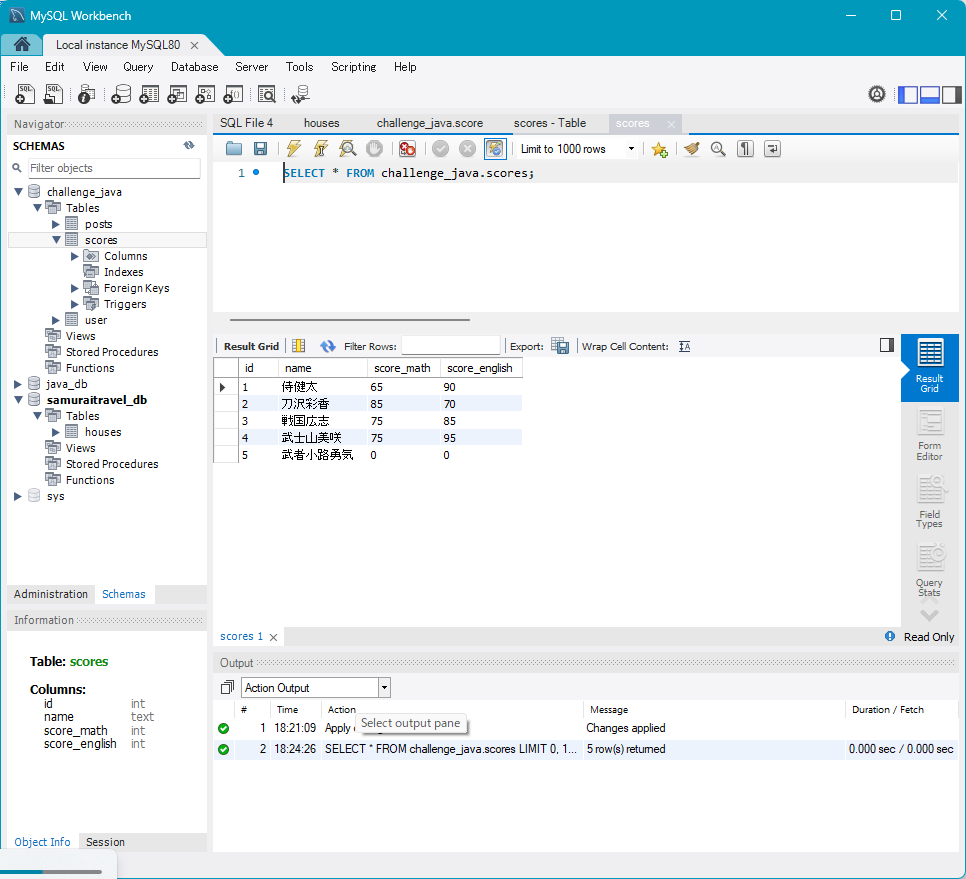 MySQL Workbench
Local instance MySQL80
File Edit View Query Database Server Tools Scripting Help
Navigator
SCHEMAS
Filter objects
challenge_java
Tables
posts
scores
Columns
Indexes
Foreign Keys
Triggers
user
Views
Stored Procedures
Functions
java_db
samuraitravel_db
Tables
houses
Views
Stored Procedures
Functions
sys
Administration Schemas
Information
Table: scores
Columns:
id int
name text
score_math int
score_english int
Object Info Session
SQL File 4 houses challenge_java.score scores - Table scores
Limit to 1000 rows
1 SELECT * FROM challenge_java.scores;
Result Grid Filter Rows: Export: Wrap Cell Content:
id name score_math score_english
1 侍健太 65 90
2 刀沢彩香 85 70
3 戦国広志 75 85
4 武士山美咲 75 95
5 武者小路勇気 0 0
Result Grid
Form Editor
Field Types
Query Stats
scores 1 Read Only
Output
Action Output
# Time Action Message Duration / Fetch
1 18:21:09 Apply Changes applied
Select output pane
2 18:24:26 SELECT * FROM challenge_java.scores LIMIT 0, 1... 5 row(s) returned 0.000 sec / 0.000 sec